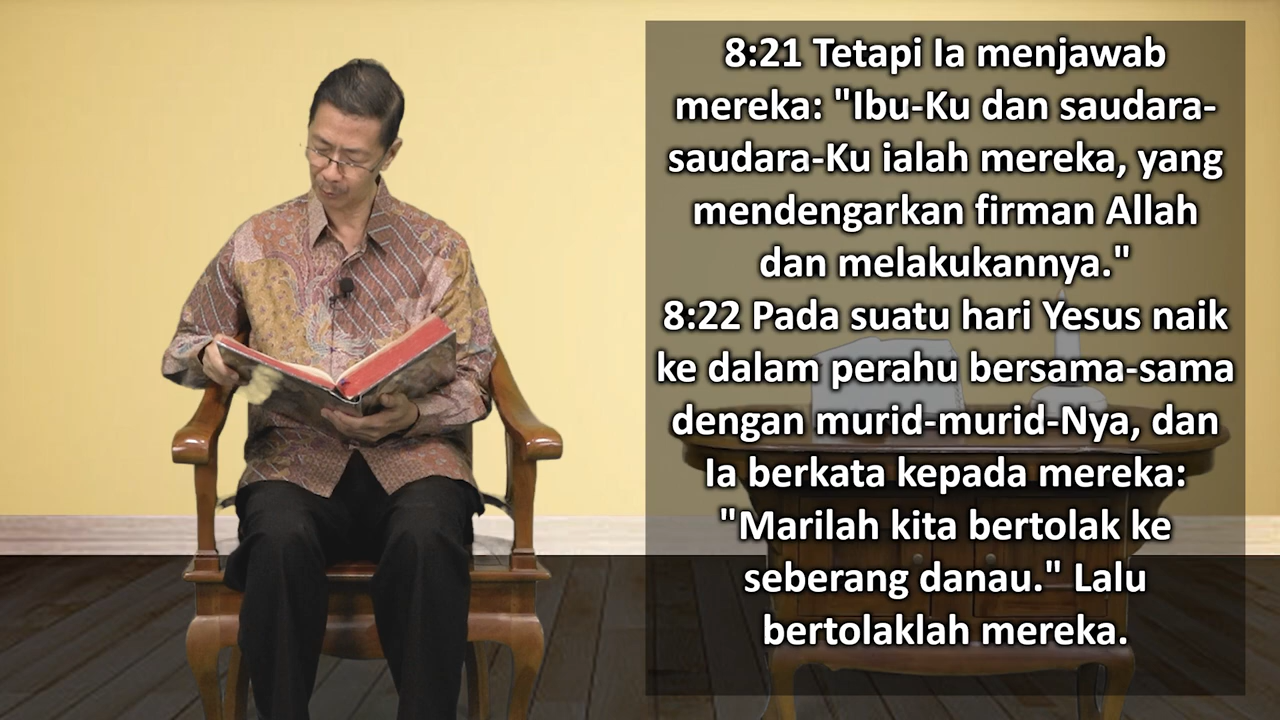 8:21 Tetapi Ia menjawab
mereka: "Ibu-Ku dan saudara-
saudara-Ku ialah mereka, yang
mendengarkan firman Allah
dan melakukannya."
8:22 Pada suatu hari Yesus naik
ke dalam perahu bersama-sama
dengan murid-murid-Nya, dan
Ia berkata kepada mereka:
"Marilah kita bertolak ke
seberang danau." Lalu
bertolaklah mereka.